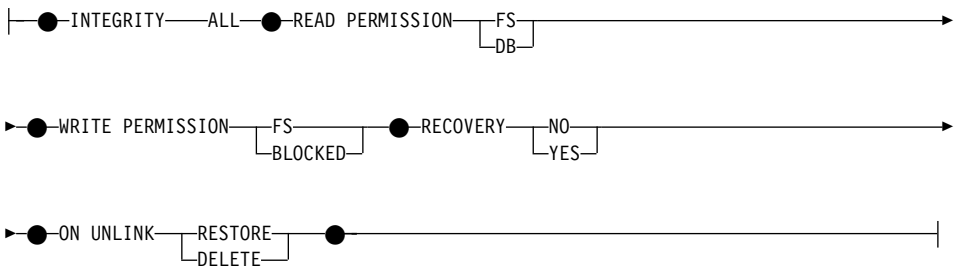 INTEGRITY ALL READ PERMISSION FS
DB
WRITE PERMISSION FS RECOVERY NO
BLOCKED YES
ON UNLINK RESTORE
DELETE